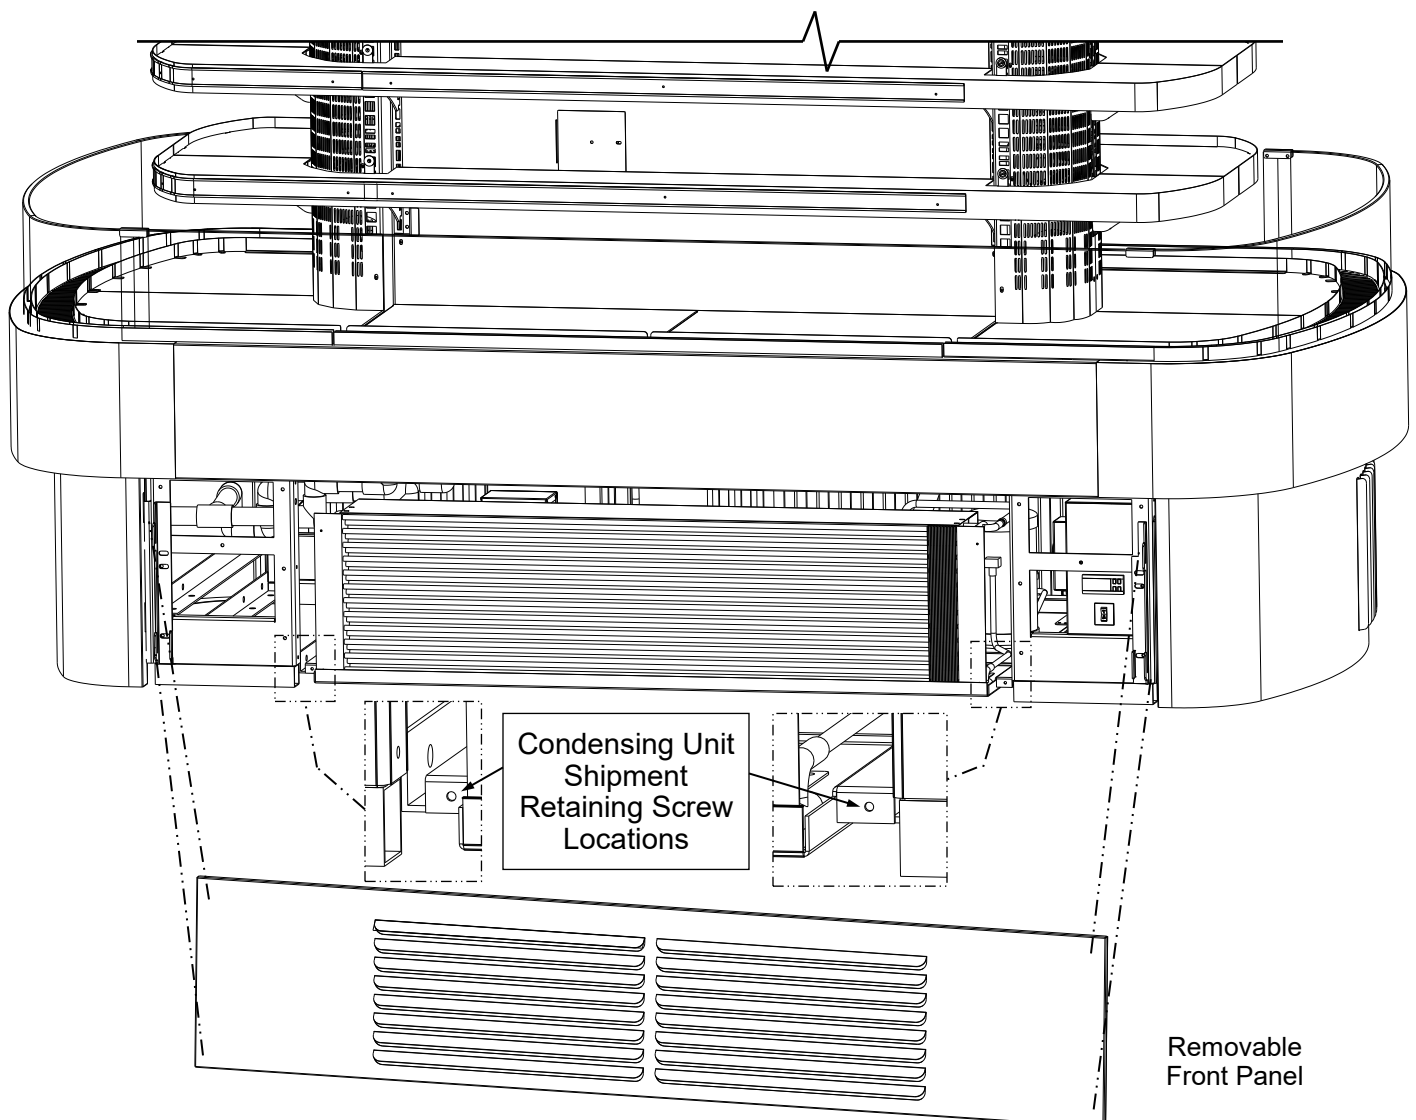 Condensing Unit
Shipment
Retaining Screw
Locations
Removable
Front Panel